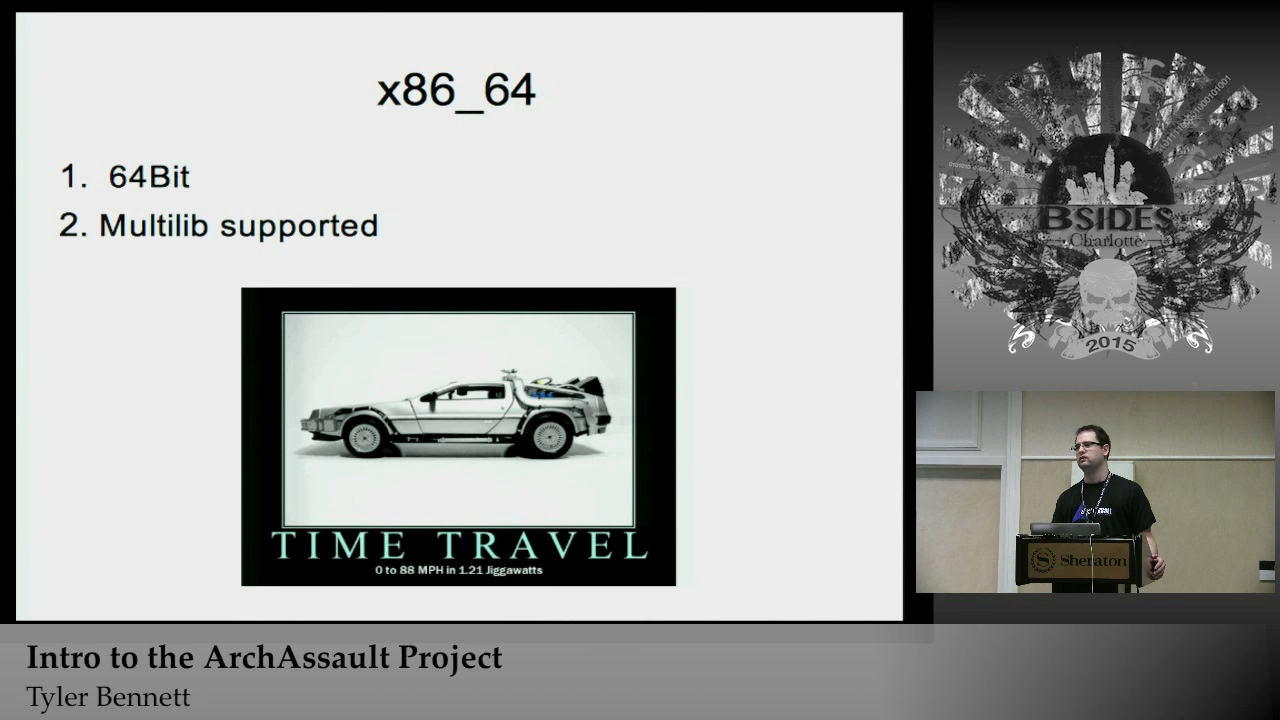 x86_64
1. 64Bit
2. Multilib supported
TIME TRAVEL
0 to 88 MPH in 1.21 Jiggawatts
BSIDES
Charlotte
2015
Sheraton
Intro to the ArchAssault Project
Tyler Bennett